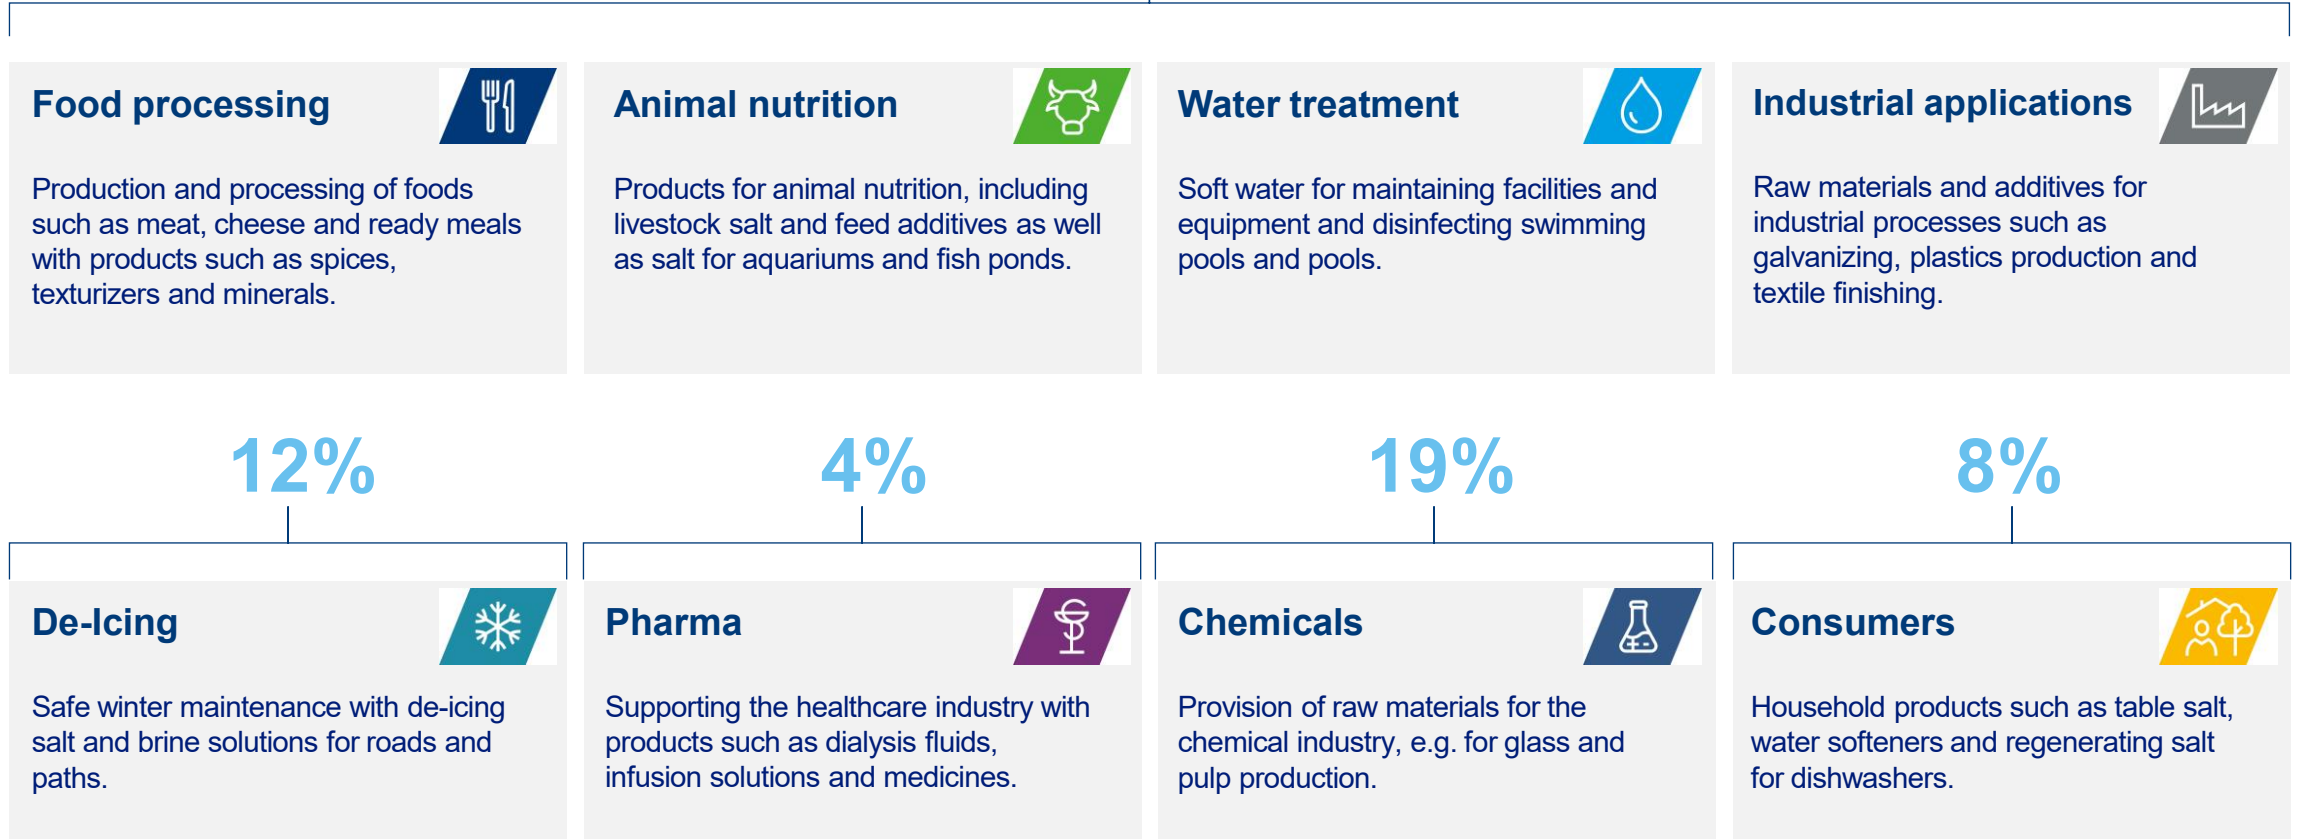 Food processing
Production and processing of foods
such as meat, cheese and ready meals
with products such as spices,
texturizers and minerals.
Animal nutrition
Products for animal nutrition, including
livestock salt and feed additives as well
as salt for aquariums and fish ponds.
Water treatment
Soft water for maintaining facilities and
equipment and disinfecting swimming
pools and pools.
Industrial applications
Raw materials and additives for
industrial processes such as
galvanizing, plastics production and
textile finishing.
12%
4%
19%
8%
De-Icing
Safe winter maintenance with de-icing
salt and brine solutions for roads and
paths.
Pharma
Supporting the healthcare industry with
products such as dialysis fluids,
infusion solutions and medicines.
Chemicals
Provision of raw materials for the
chemical industry, e.g. for glass and
pulp production.
Consumers
Household products such as table salt,
water softeners and regenerating salt
for dishwashers.